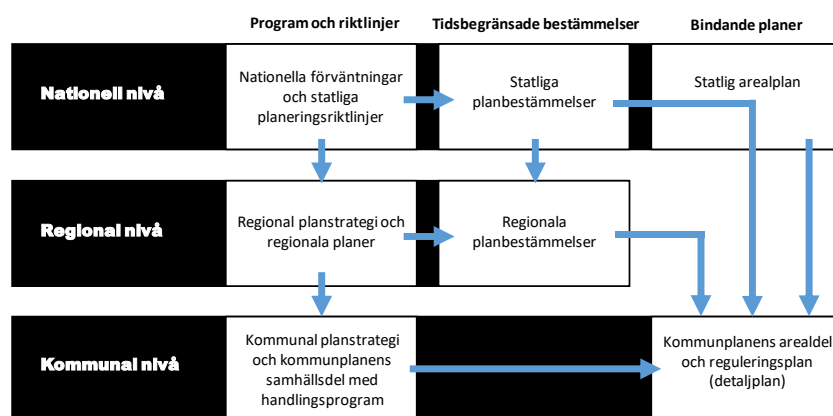 Program och riktlinjer
Tidsbegränsade bestämmelser
Bindande planer
Nationell nivå
Nationella förväntningar
och statliga
planeringsriktlinjer
Statliga
planbestämmelser
Statlig arealplan
Regional nivå
Regional planstrategi och
regionala planer
Regionala
planbestämmelser
Kommunal nivå
Kommunal planstrategi
och kommunplanens
samhällsdel med
handlingsprogram
Kommunplanens arealdel
och reguleringsplan
(detaljplan)